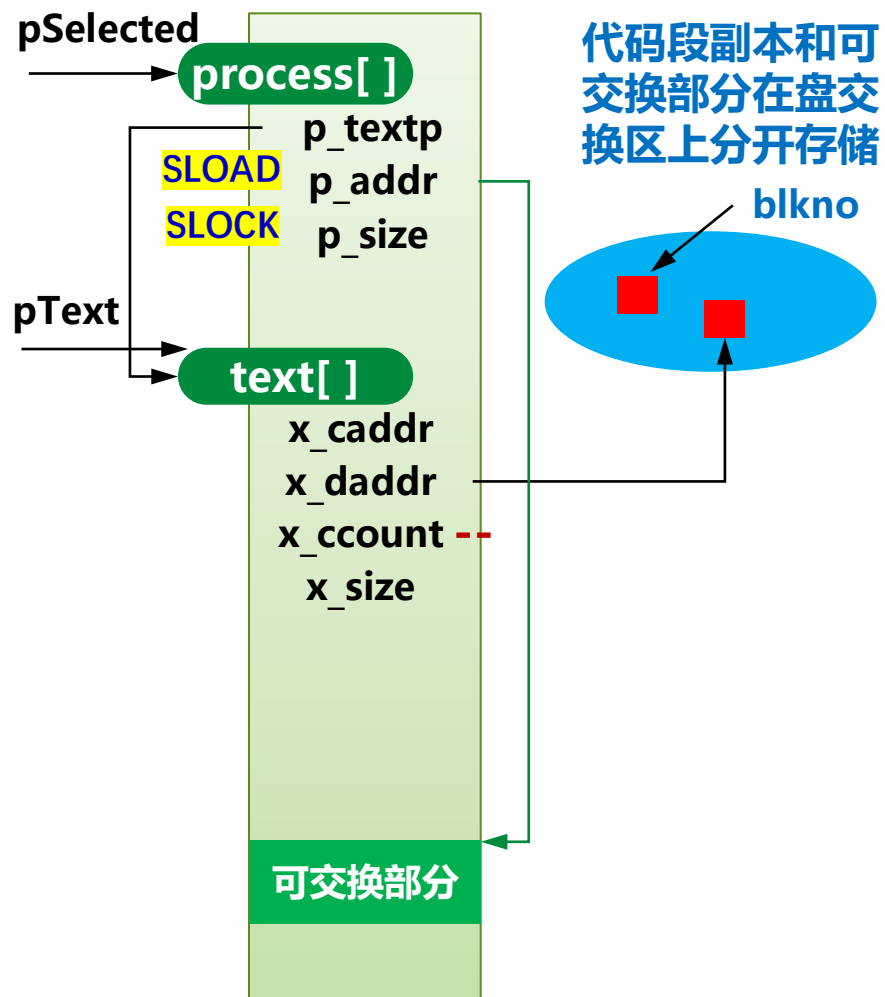 pSelected
process[ ]
代码段副本和可
交换部分在盘交
换区上分开存储
p_textp
SLOAD
p_addr
SLOCK
p_size
blkno
pText
text[ ]
x_caddr
x_daddr
x_ccount --
x_size
可交换部分